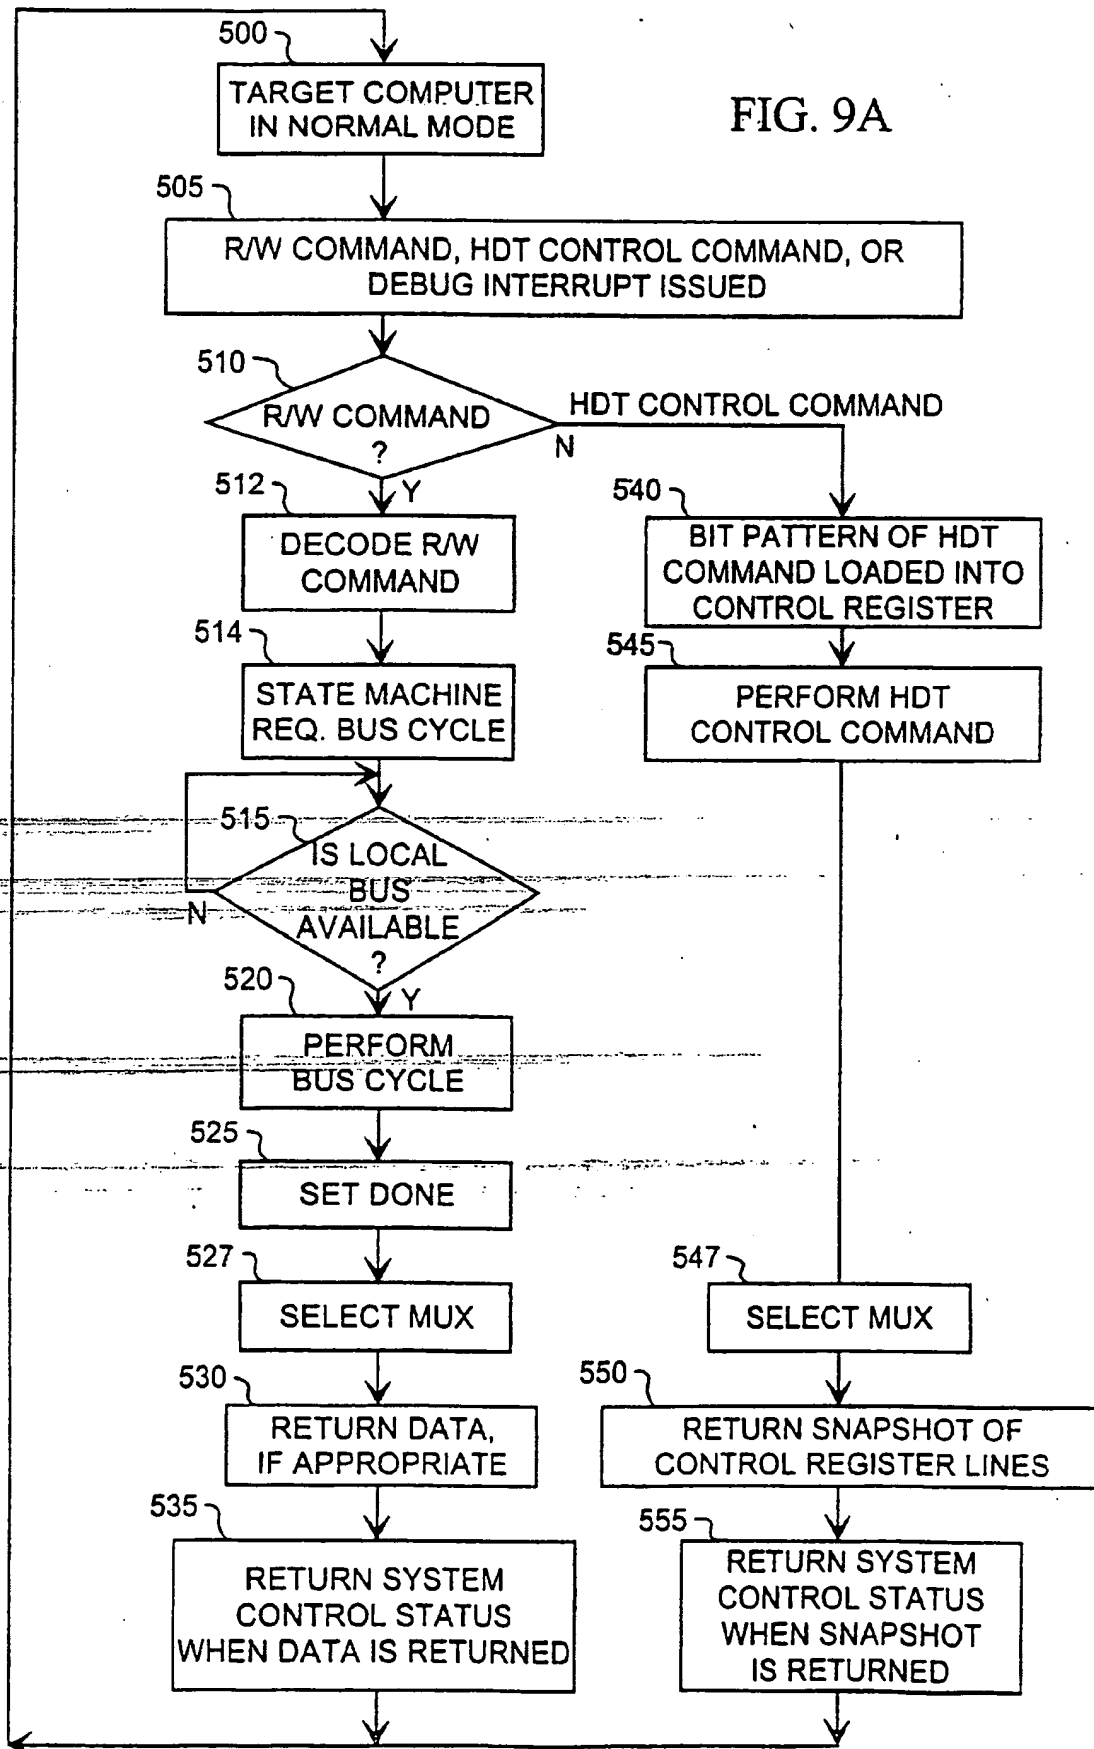 500
TARGET COMPUTER
IN NORMAL MODE
FIG. 9A
505
R/W COMMAND, HDT CONTROL COMMAND, OR
DEBUG INTERRUPT ISSUED
510
R/W COMMAND
?
HDT CONTROL COMMAND
N
Y
512
DECODE R/W
COMMAND
540
BIT PATTERN OF HDT
COMMAND LOADED INTO
CONTROL REGISTER
514
STATE MACHINE
REQ. BUS CYCLE
545
PERFORM HDT
CONTROL COMMAND
515
IS LOCAL
BUS
AVAILABLE
?
N
Y
520
PERFORM
BUS CYCLE
525
SET DONE
527
SELECT MUX
547
SELECT MUX
530
RETURN DATA,
IF APPROPRIATE
550
RETURN SNAPSHOT OF
CONTROL REGISTER LINES
535
RETURN SYSTEM
CONTROL STATUS
WHEN DATA IS RETURNED
555
RETURN SYSTEM
CONTROL STATUS
WHEN SNAPSHOT
IS RETURNED